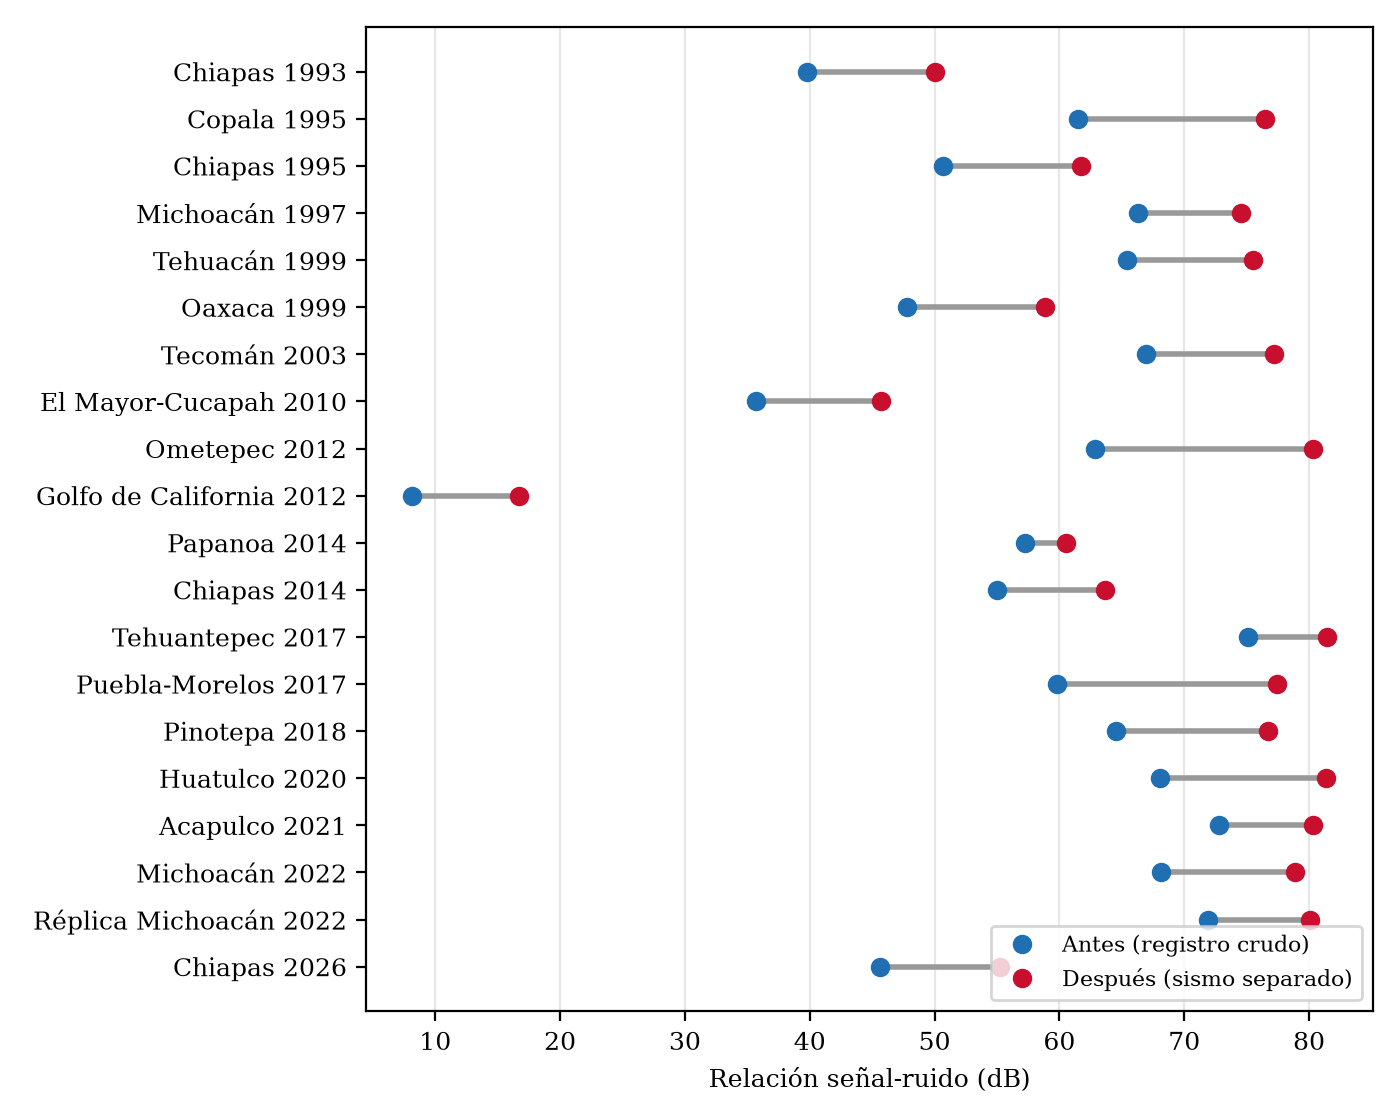 Chiapas 1993
Copala 1995
Chiapas 1995
Michoacán 1997
Tehuacán 1999
Oaxaca 1999
Tecomán 2003
El Mayor-Cucapah 2010
Ometepec 2012
Golfo de California 2012
Papanoa 2014
Chiapas 2014
Tehuantepec 2017
Puebla-Morelos 2017
Pinotepa 2018
Huatulco 2020
Acapulco 2021
Michoacán 2022
Réplica Michoacán 2022
Chiapas 2026
Antes (registro crudo)
Después (sismo separado)
10 20 30 40 50 60 70 80
Relación señal-ruido (dB)